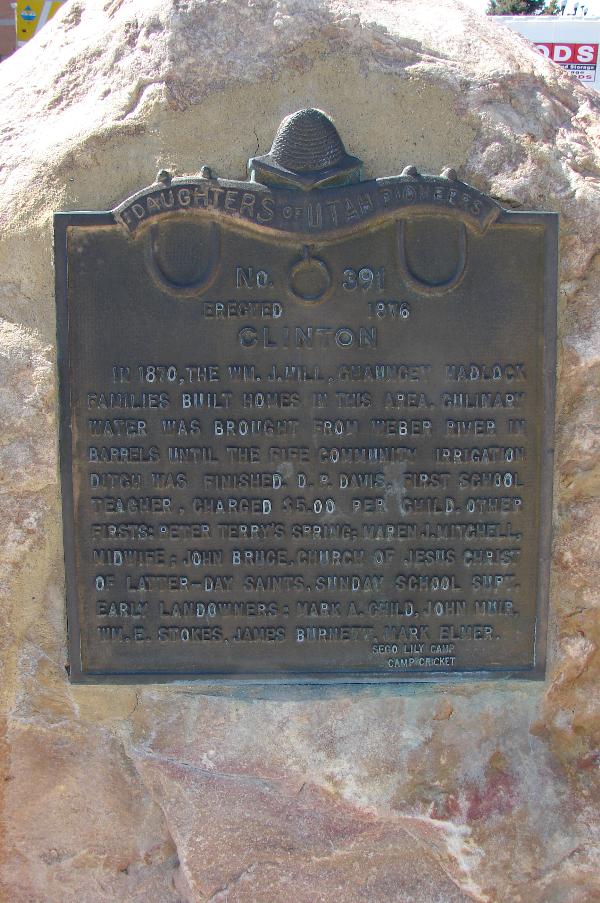 ODS
DAUGHTERS OF UTAH PIONEERS
No. 391
ERECTED 1976
CLINTON
IN 1870, THE WM. J. HILL, CHAUNCEY HADLOCK
FAMILIES BUILT HOMES IN THIS AREA. CULINARY
WATER WAS BROUGHT FROM WEBER RIVER IN
BARRELS UNTIL THE FIFE COMMUNITY IRRIGATION
DITCH WAS FINISHED. D. P. DAVIS, FIRST SCHOOL
TEACHER, CHARGED $5.00 PER CHILD. OTHER
FIRSTS: PETER TERRY'S SPRING; MAREN J. MITCHELL,
MIDWIFE; JOHN BRUCE, CHURCH OF JESUS CHRIST
OF LATTER-DAY SAINTS, SUNDAY SCHOOL SUPT.
EARLY LANDOWNERS: MARK A. CHILD, JOHN MUIR,
WM. E. STOKES, JAMES BURNETT, MARK ELMER.
SEGO LILY CAMP
CAMP CRICKET